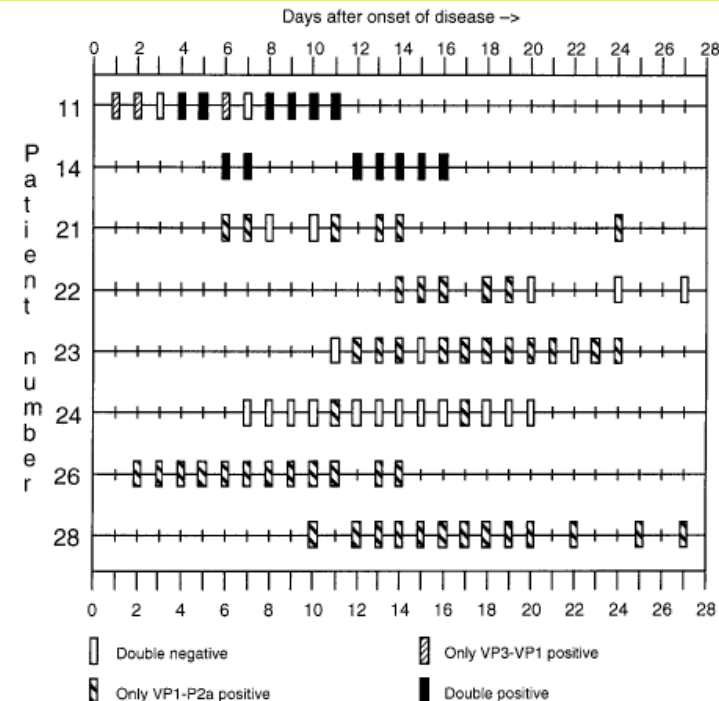 Days after onset of disease –>
0 2 4 6 8 10 12 14 16 18 20 22 24 26 28
Patient number
11
14
21
22
23
24
26
28
0 2 4 6 8 10 12 14 16 18 20 22 24 26 28
Double negative
Only VP3-VP1 positive
Only VP1-P2a positive
Double positive